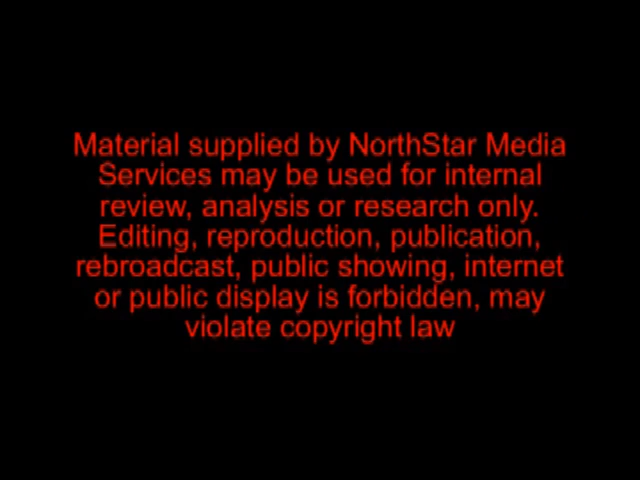 Material supplied by NorthStar Media
Services may be used for internal
review, analysis or research only.
Editing, reproduction, publication,
rebroadcast, public showing, internet
or public display is forbidden, may
violate copyright law